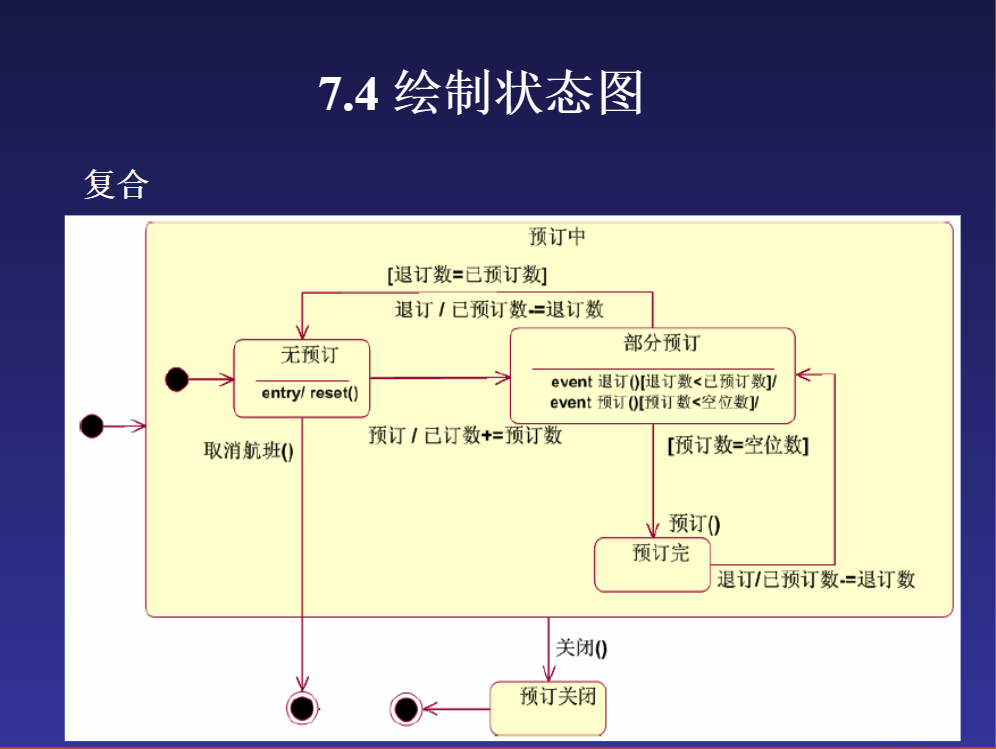 7.4 绘制状态图
复合
预订中
[退订数=已预订数]
退订 / 已预订数-=退订数
无预订
entry/ reset()
部分预订
event 退订()[退订数<已预订数]/
event 预订()[预订数<空位数]/
预订 / 已订数+=预订数
取消航班()
[预订数=空位数]
预订()
预订完
退订/已预订数-=退订数
关闭()
预订关闭